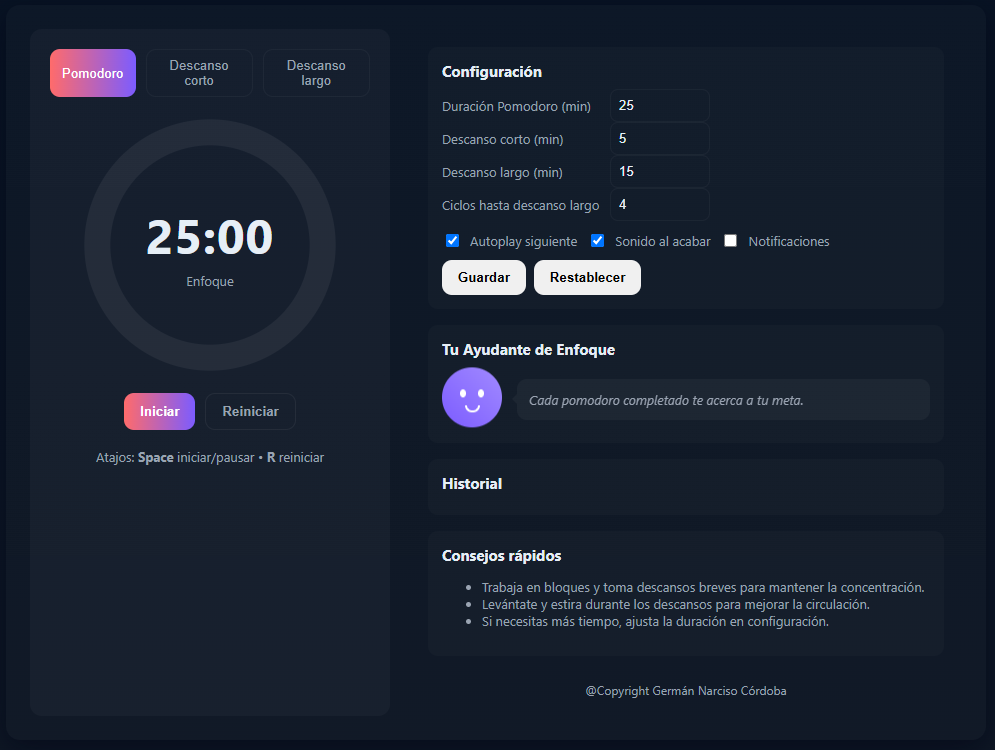 Pomodoro
Descanso
corto
Descanso
largo
25:00
Enfoque
Iniciar
Reiniciar
Atajos: Space iniciar/pausar • R reiniciar
Configuración
Duración Pomodoro (min) 25
Descanso corto (min) 5
Descanso largo (min) 15
Ciclos hasta descanso largo 4
Autoplay siguiente Sonido al acabar Notificaciones
Guardar Restablecer
Tu Ayudante de Enfoque
Cada pomodoro completado te acerca a tu meta.
Historial
Consejos rápidos
• Trabaja en bloques y toma descansos breves para mantener la concentración.
• Levántate y estira durante los descansos para mejorar la circulación.
• Si necesitas más tiempo, ajusta la duración en configuración.
@Copyright Germán Narciso Córdoba